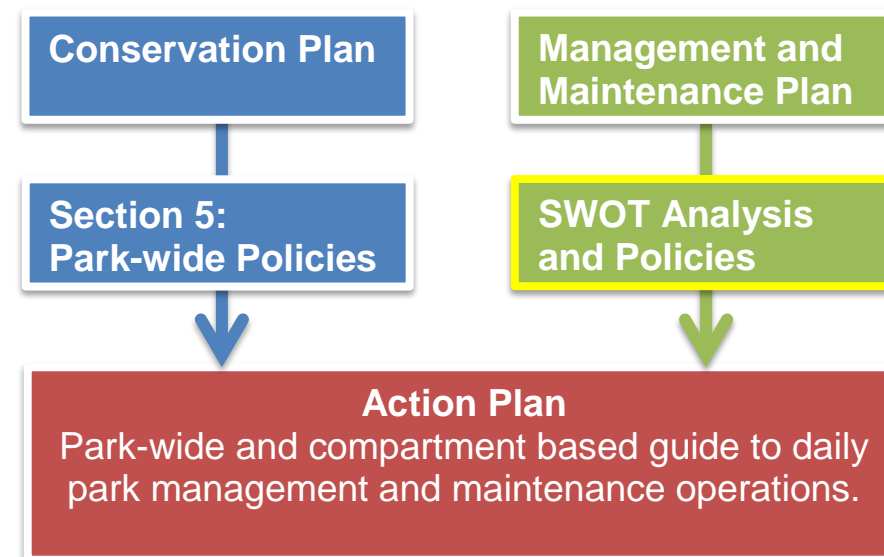 Conservation Plan
Management and
Maintenance Plan
Section 5:
Park-wide Policies
SWOT Analysis
and Policies
Action Plan
Park-wide and compartment based guide to daily
park management and maintenance operations.